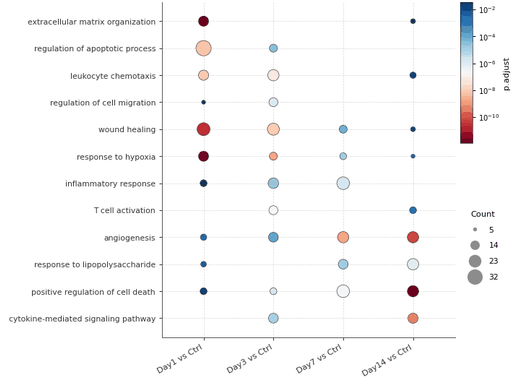 extracellular matrix organization
regulation of apoptotic process
leukocyte chemotaxis
regulation of cell migration
wound healing
response to hypoxia
inflammatory response
T cell activation
angiogenesis
response to lipopolysaccharide
positive regulation of cell death
cytokine-mediated signaling pathway
Day1 vs Ctrl
Day3 vs Ctrl
Day7 vs Ctrl
Day14 vs Ctrl
10⁻²
10⁻⁴
10⁻⁶
10⁻⁸
10⁻¹⁰
p.adjust
Count
5
14
23
32